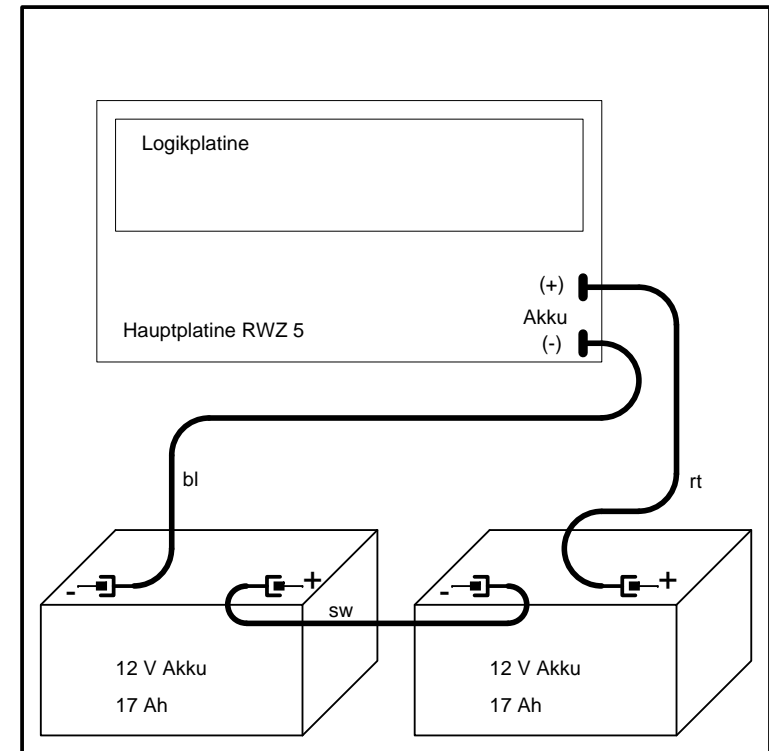 Logikplatine
(+)
Akku
Hauptplatine RWZ 5
(-)
bl
rt
- +
- +
sw
12 V Akku
17 Ah
12 V Akku
17 Ah